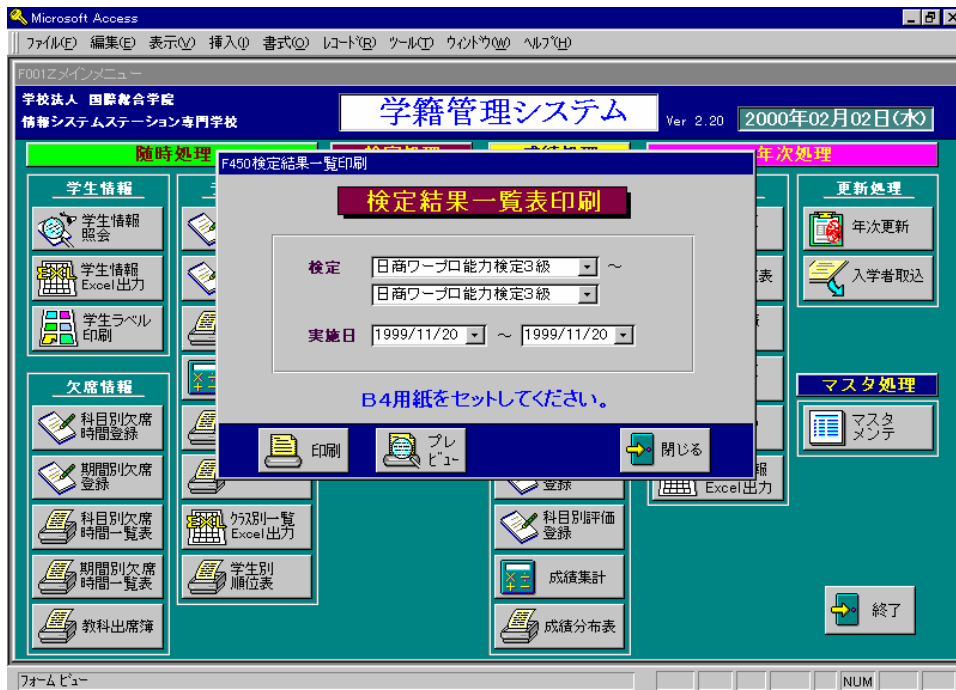 Microsoft Access
ファイル(F) 編集(E) 表示(V) 挿入(I) 書式(O) レコード(R) ツール(T) ウィンドウ(W) ヘルプ(H)
F001Zメインメニュー
学校法人 国際総合学院
情報システムステーション専門学校
学籍管理システム
Ver 2.20
2000年02月02日(水)
随時処理
年次処理
F450検定結果一覧印刷
検定結果一覧表印刷
検定 日商ワープロ能力検定3級 ～
日商ワープロ能力検定3級
実施日 1999/11/20 ～ 1999/11/20
B4用紙をセットしてください。
印刷
プレ
ビュー
閉じる
学生情報
学生情報
照会
学生情報
Excel出力
学生ラベル
印刷
欠席情報
科目別欠席
時間登録
期間別欠席
登録
科目別欠席
時間一覧表
期間別欠席
時間一覧表
教科出席簿
クラス別一覧
Excel出力
学生別
順位表
登録
科目別評価
登録
成績集計
成績分布表
表
報
Excel出力
更新処理
年次更新
入学者取込
マスタ処理
マスタ
メンテ
終了
フォーム ビュー
NUM